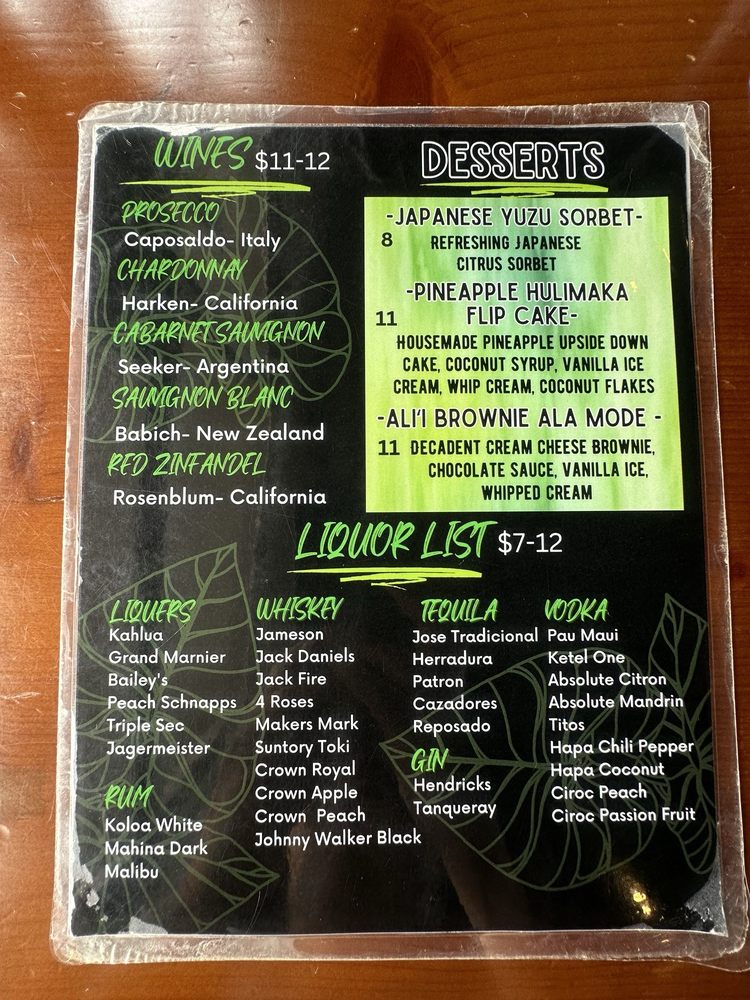 WINES $11-12
PROSECCO
Caposaldo- Italy
CHARDONNAY
Harken- California
CABARNET SAUVIGNON
Seeker- Argentina
SAUVIGNON BLANC
Babich- New Zealand
RED ZINFANDEL
Rosenblum- California
DESSERTS
-JAPANESE YUZU SORBET-
8 REFRESHING JAPANESE
CITRUS SORBET
-PINEAPPLE HULIMAKA
11 FLIP CAKE-
HOUSEMADE PINEAPPLE UPSIDE DOWN
CAKE, COCONUT SYRUP, VANILLA ICE
CREAM, WHIP CREAM, COCONUT FLAKES
-ALI'I BROWNIE ALA MODE -
11 DECADENT CREAM CHEESE BROWNIE,
CHOCOLATE SAUCE, VANILLA ICE,
WHIPPED CREAM
LIQUOR LIST $7-12
LIQUERS
Kahlua
Grand Marnier
Bailey's
Peach Schnapps
Triple Sec
Jagermeister
RUM
Koloa White
Mahina Dark
Malibu
WHISKEY
Jameson
Jack Daniels
Jack Fire
4 Roses
Makers Mark
Suntory Toki
Crown Royal
Crown Apple
Crown Peach
Johnny Walker Black
TEQUILA
Jose Tradicional
Herradura
Patron
Cazadores
Reposado
GIN
Hendricks
Tanqueray
VODKA
Pau Maui
Ketel One
Absolute Citron
Absolute Mandrin
Titos
Hapa Chili Pepper
Hapa Coconut
Ciroc Peach
Ciroc Passion Fruit